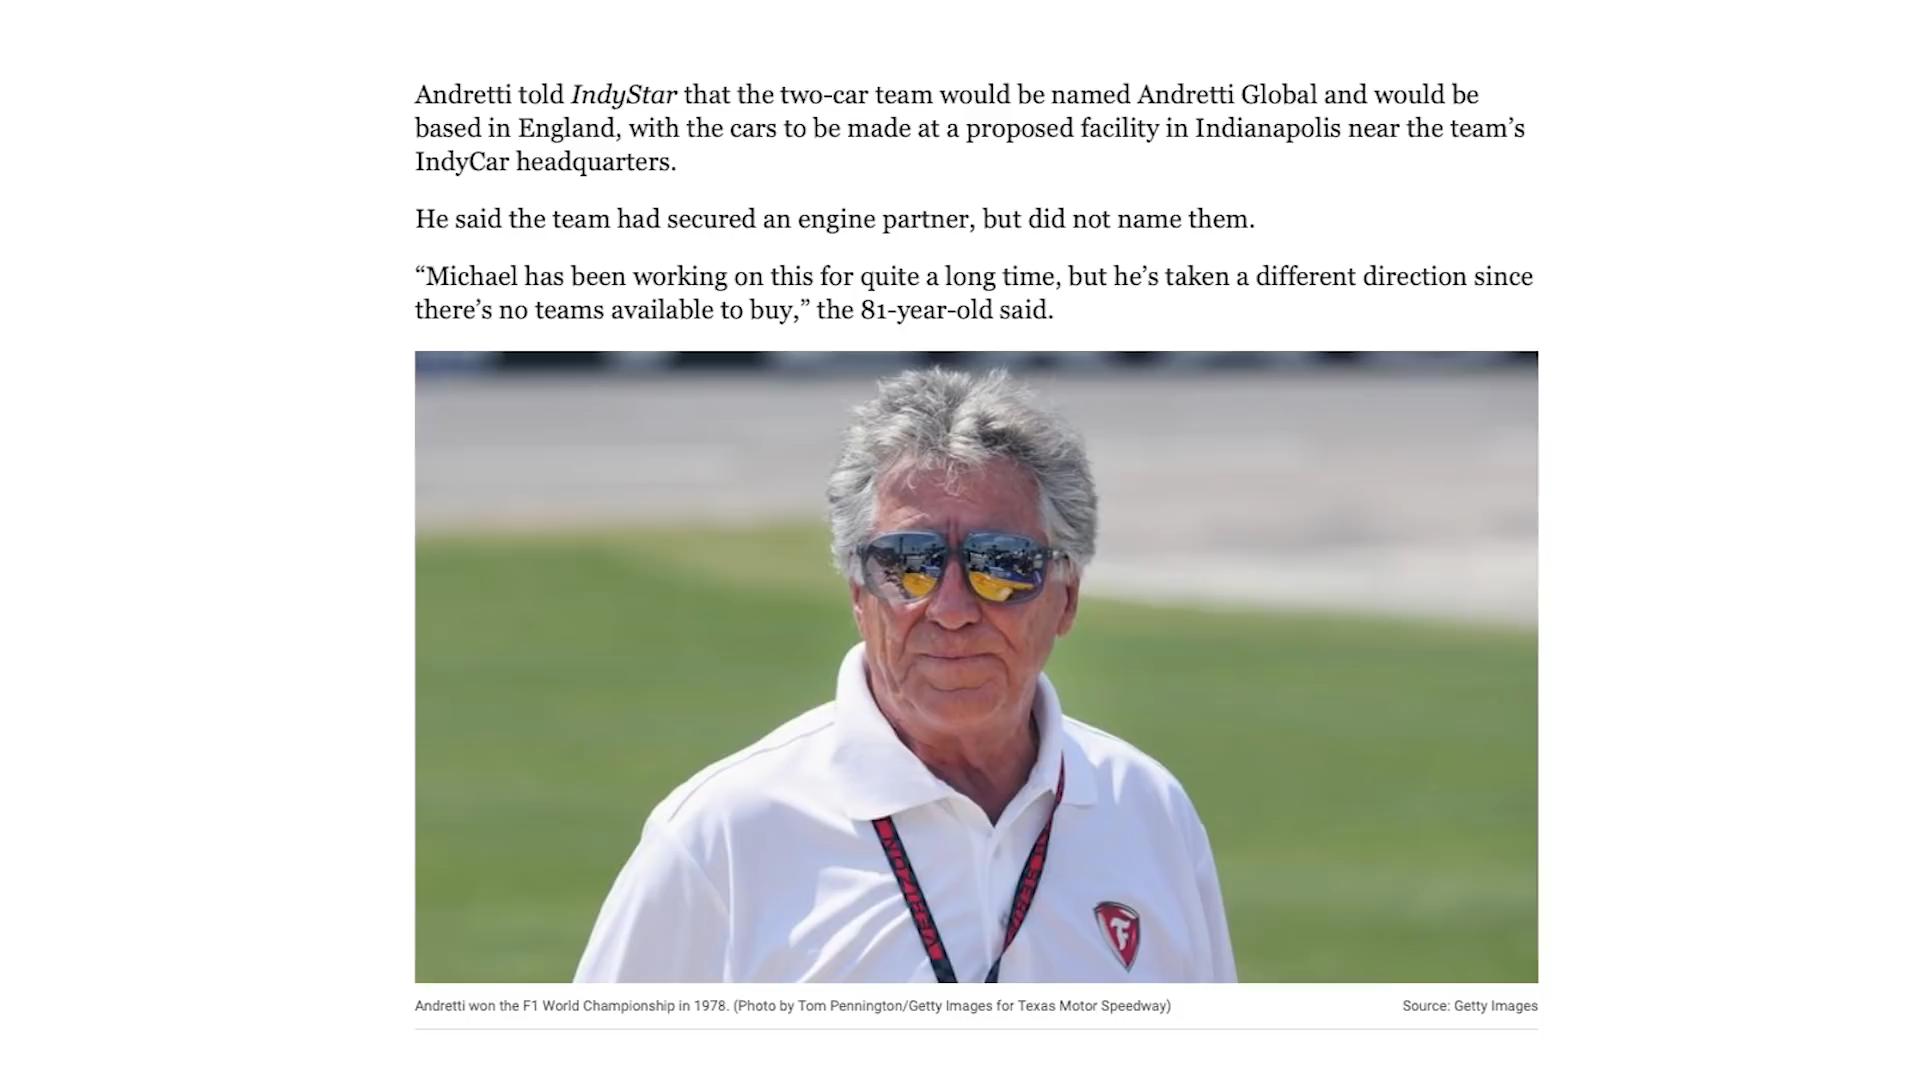 Andretti told IndyStar that the two-car team would be named Andretti Global and would be
based in England, with the cars to be made at a proposed facility in Indianapolis near the team’s
IndyCar headquarters.
He said the team had secured an engine partner, but did not name them.
“Michael has been working on this for quite a long time, but he’s taken a different direction since
there’s no teams available to buy,” the 81-year-old said.
VERIZON
F
Andretti won the F1 World Championship in 1978. (Photo by Tom Pennington/Getty Images for Texas Motor Speedway)
Source: Getty Images